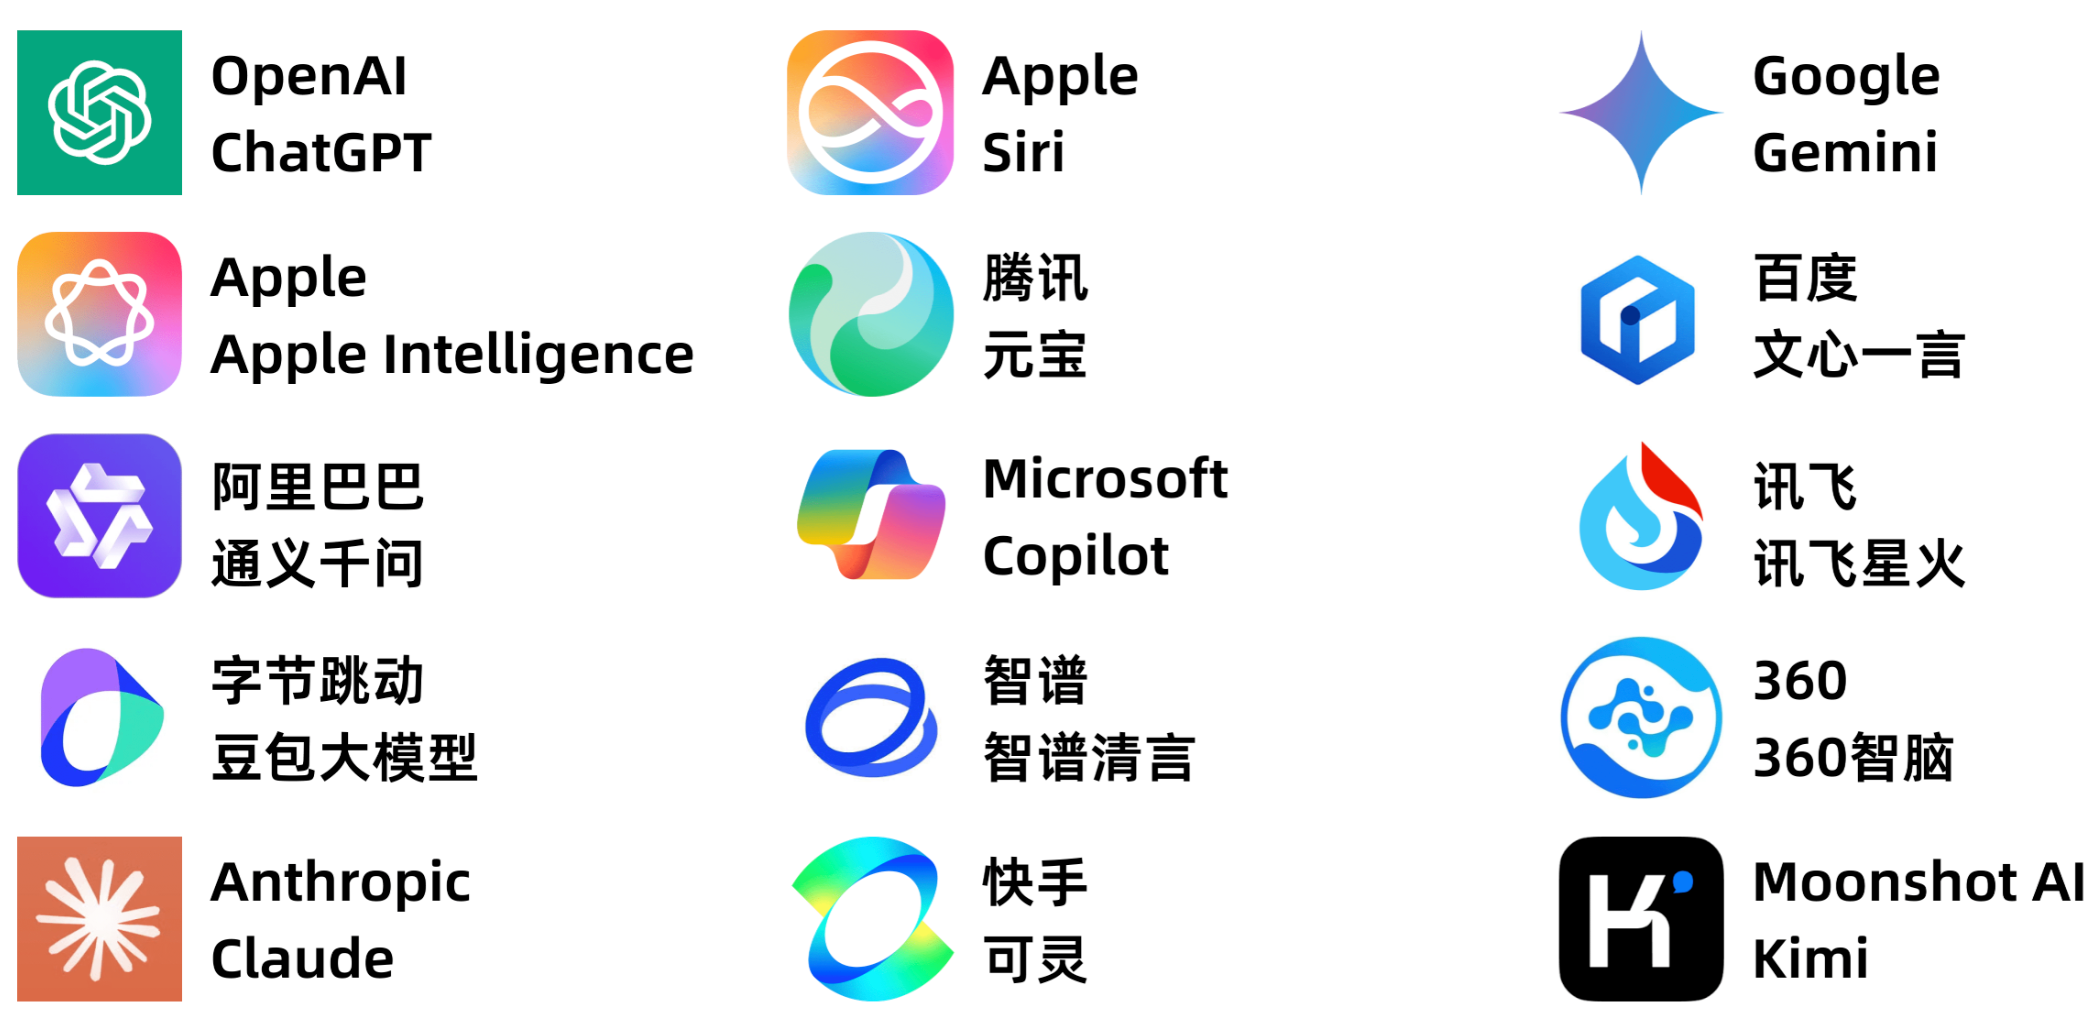 OpenAI
ChatGPT
Apple
Siri
Google
Gemini
Apple
Apple Intelligence
腾讯
元宝
百度
文心一言
阿里巴巴
通义千问
Microsoft
Copilot
讯飞
讯飞星火
字节跳动
豆包大模型
智谱
智谱清言
360
360智脑
Anthropic
Claude
快手
可灵
Moonshot AI
Kimi